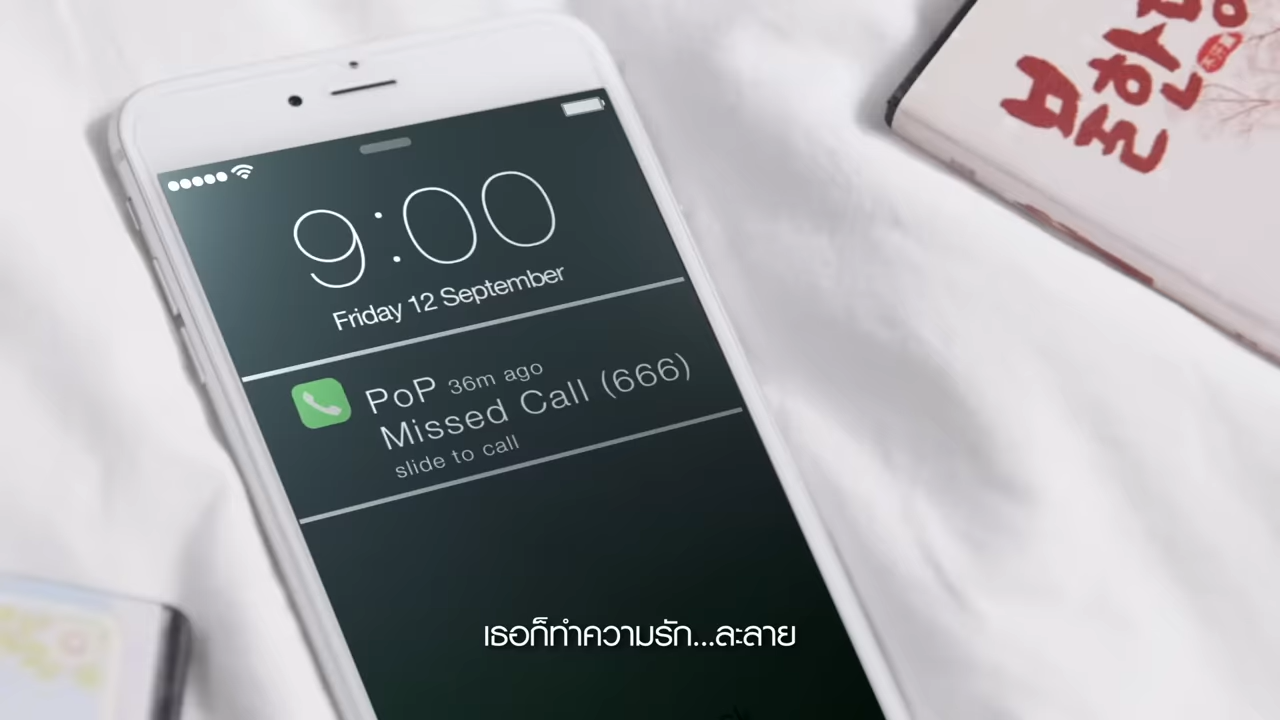 9:00
Friday 12 September
PoP 36m ago
Missed Call (666)
slide to call
เธอก็ทำความรัก...ละลาย